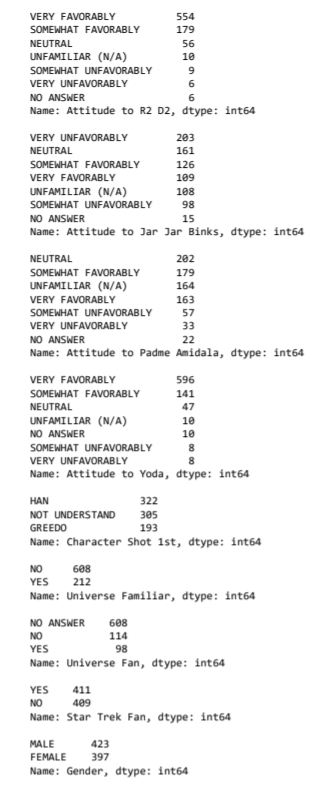 VERY FAVORABLY 554
SOMEWHAT FAVORABLY 179
NEUTRAL 56
UNFAMILIAR (N/A) 10
SOMEWHAT UNFAVORABLY 9
VERY UNFAVORABLY 6
NO ANSWER 6
Name: Attitude to R2 D2, dtype: int64
VERY UNFAVORABLY 203
NEUTRAL 161
SOMEWHAT FAVORABLY 126
VERY FAVORABLY 109
UNFAMILIAR (N/A) 108
SOMEWHAT UNFAVORABLY 98
NO ANSWER 15
Name: Attitude to Jar Jar Binks, dtype: int64
NEUTRAL 202
SOMEWHAT FAVORABLY 179
UNFAMILIAR (N/A) 164
VERY FAVORABLY 163
SOMEWHAT UNFAVORABLY 57
VERY UNFAVORABLY 33
NO ANSWER 22
Name: Attitude to Padme Amidala, dtype: int64
VERY FAVORABLY 596
SOMEWHAT FAVORABLY 141
NEUTRAL 47
UNFAMILIAR (N/A) 10
NO ANSWER 10
SOMEWHAT UNFAVORABLY 8
VERY UNFAVORABLY 8
Name: Attitude to Yoda, dtype: int64
HAN 322
NOT UNDERSTAND 305
GREEDO 193
Name: Character Shot 1st, dtype: int64
NO 608
YES 212
Name: Universe Familiar, dtype: int64
NO ANSWER 608
NO 114
YES 98
Name: Universe Fan, dtype: int64
YES 411
NO 409
Name: Star Trek Fan, dtype: int64
MALE 423
FEMALE 397
Name: Gender, dtype: int64